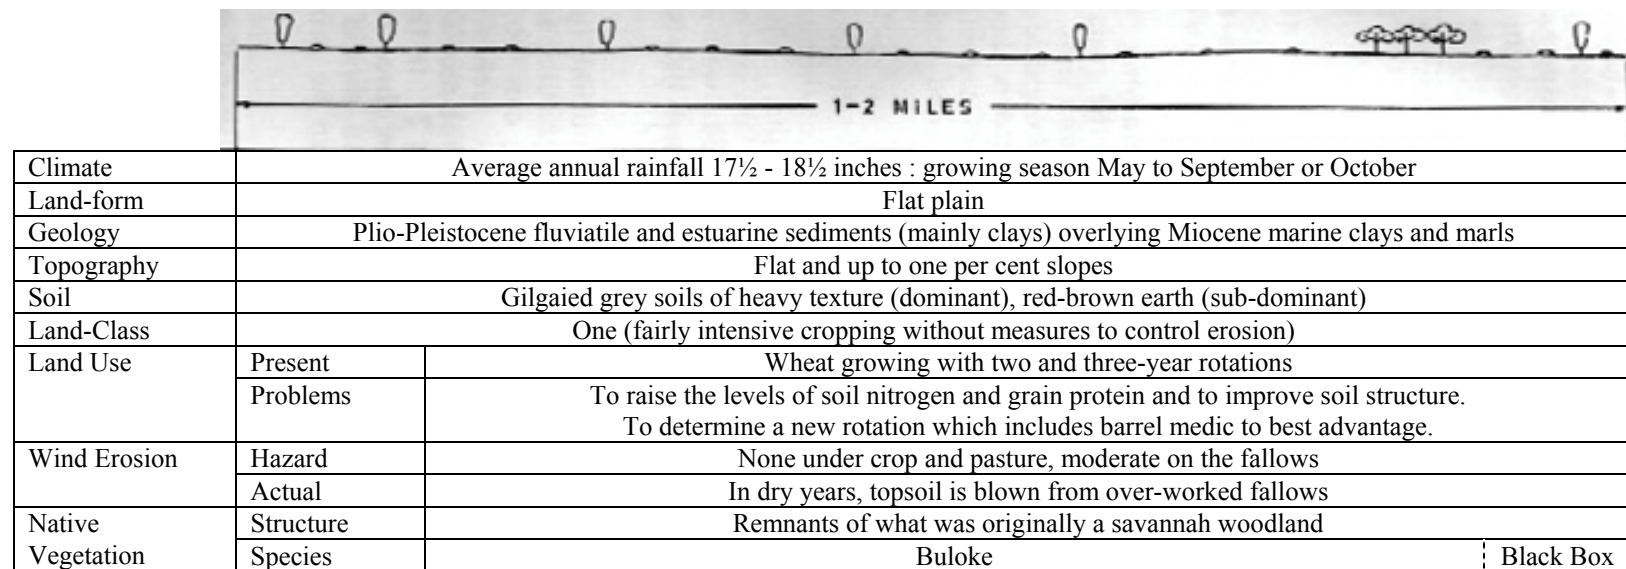 1-2 MILES
Climate Average annual rainfall 17½ - 18½ inches : growing season May to September or October
Land-form Flat plain
Geology Plio-Pleistocene fluviatile and estuarine sediments (mainly clays) overlying Miocene marine clays and marls
Topography Flat and up to one per cent slopes
Soil Gilgaied grey soils of heavy texture (dominant), red-brown earth (sub-dominant)
Land-Class One (fairly intensive cropping without measures to control erosion)
Land Use Present Wheat growing with two and three-year rotations
Problems To raise the levels of soil nitrogen and grain protein and to improve soil structure.
To determine a new rotation which includes barrel medic to best advantage.
Wind Erosion Hazard None under crop and pasture, moderate on the fallows
Actual In dry years, topsoil is blown from over-worked fallows
Native Structure Remnants of what was originally a savannah woodland
Vegetation Species Buloke Black Box